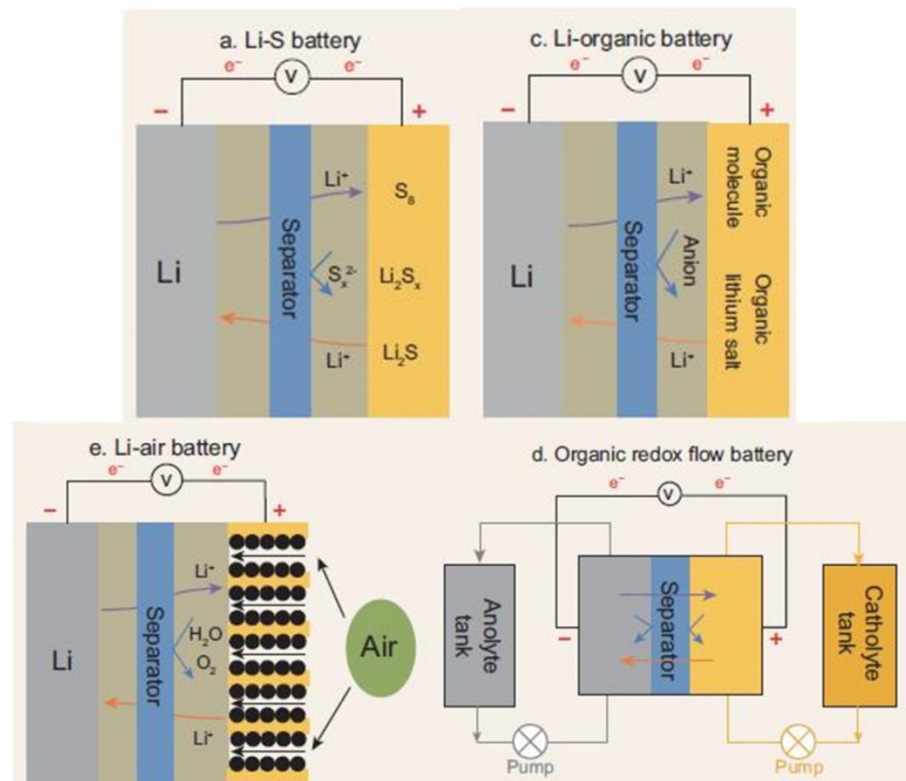 a. Li-S battery
e⁻ V e⁻
− +
Li
Separator
Li⁺
S₈
Sₓ²⁻
Li₂Sₓ
Li⁺
Li₂S
c. Li-organic battery
e⁻ V e⁻
− +
Li
Separator
Li⁺
Anion
Li⁺
Organic
molecule
Organic
lithium salt
e. Li-air battery
e⁻ V e⁻
− +
Li
Separator
Li⁺
H₂O
O₂
Li⁺
Air
d. Organic redox flow battery
e⁻ V e⁻
Anolyte
tank
−
Separator
+
Catholyte
tank
Pump
Pump